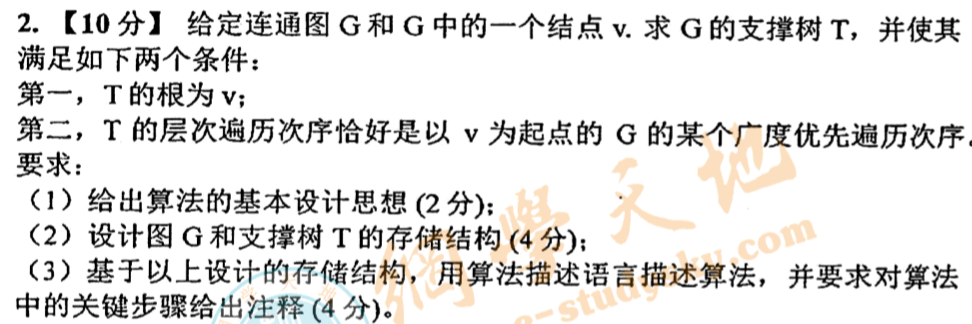 2. 【10 分】 给定连通图 G 和 G 中的一个结点 v. 求 G 的支撑树 T，并使其
满足如下两个条件：
第一，T 的根为 v;
第二，T 的层次遍历次序恰好是以 v 为起点的 G 的某个广度优先遍历次序.
要求：
（1）给出算法的基本设计思想 (2 分);
（2）设计图 G 和支撑树 T 的存储结构 (4 分);
（3）基于以上设计的存储结构，用算法描述语言描述算法，并要求对算法
中的关键步骤给出注释 (4 分)。
網學天地
e-studysky.com